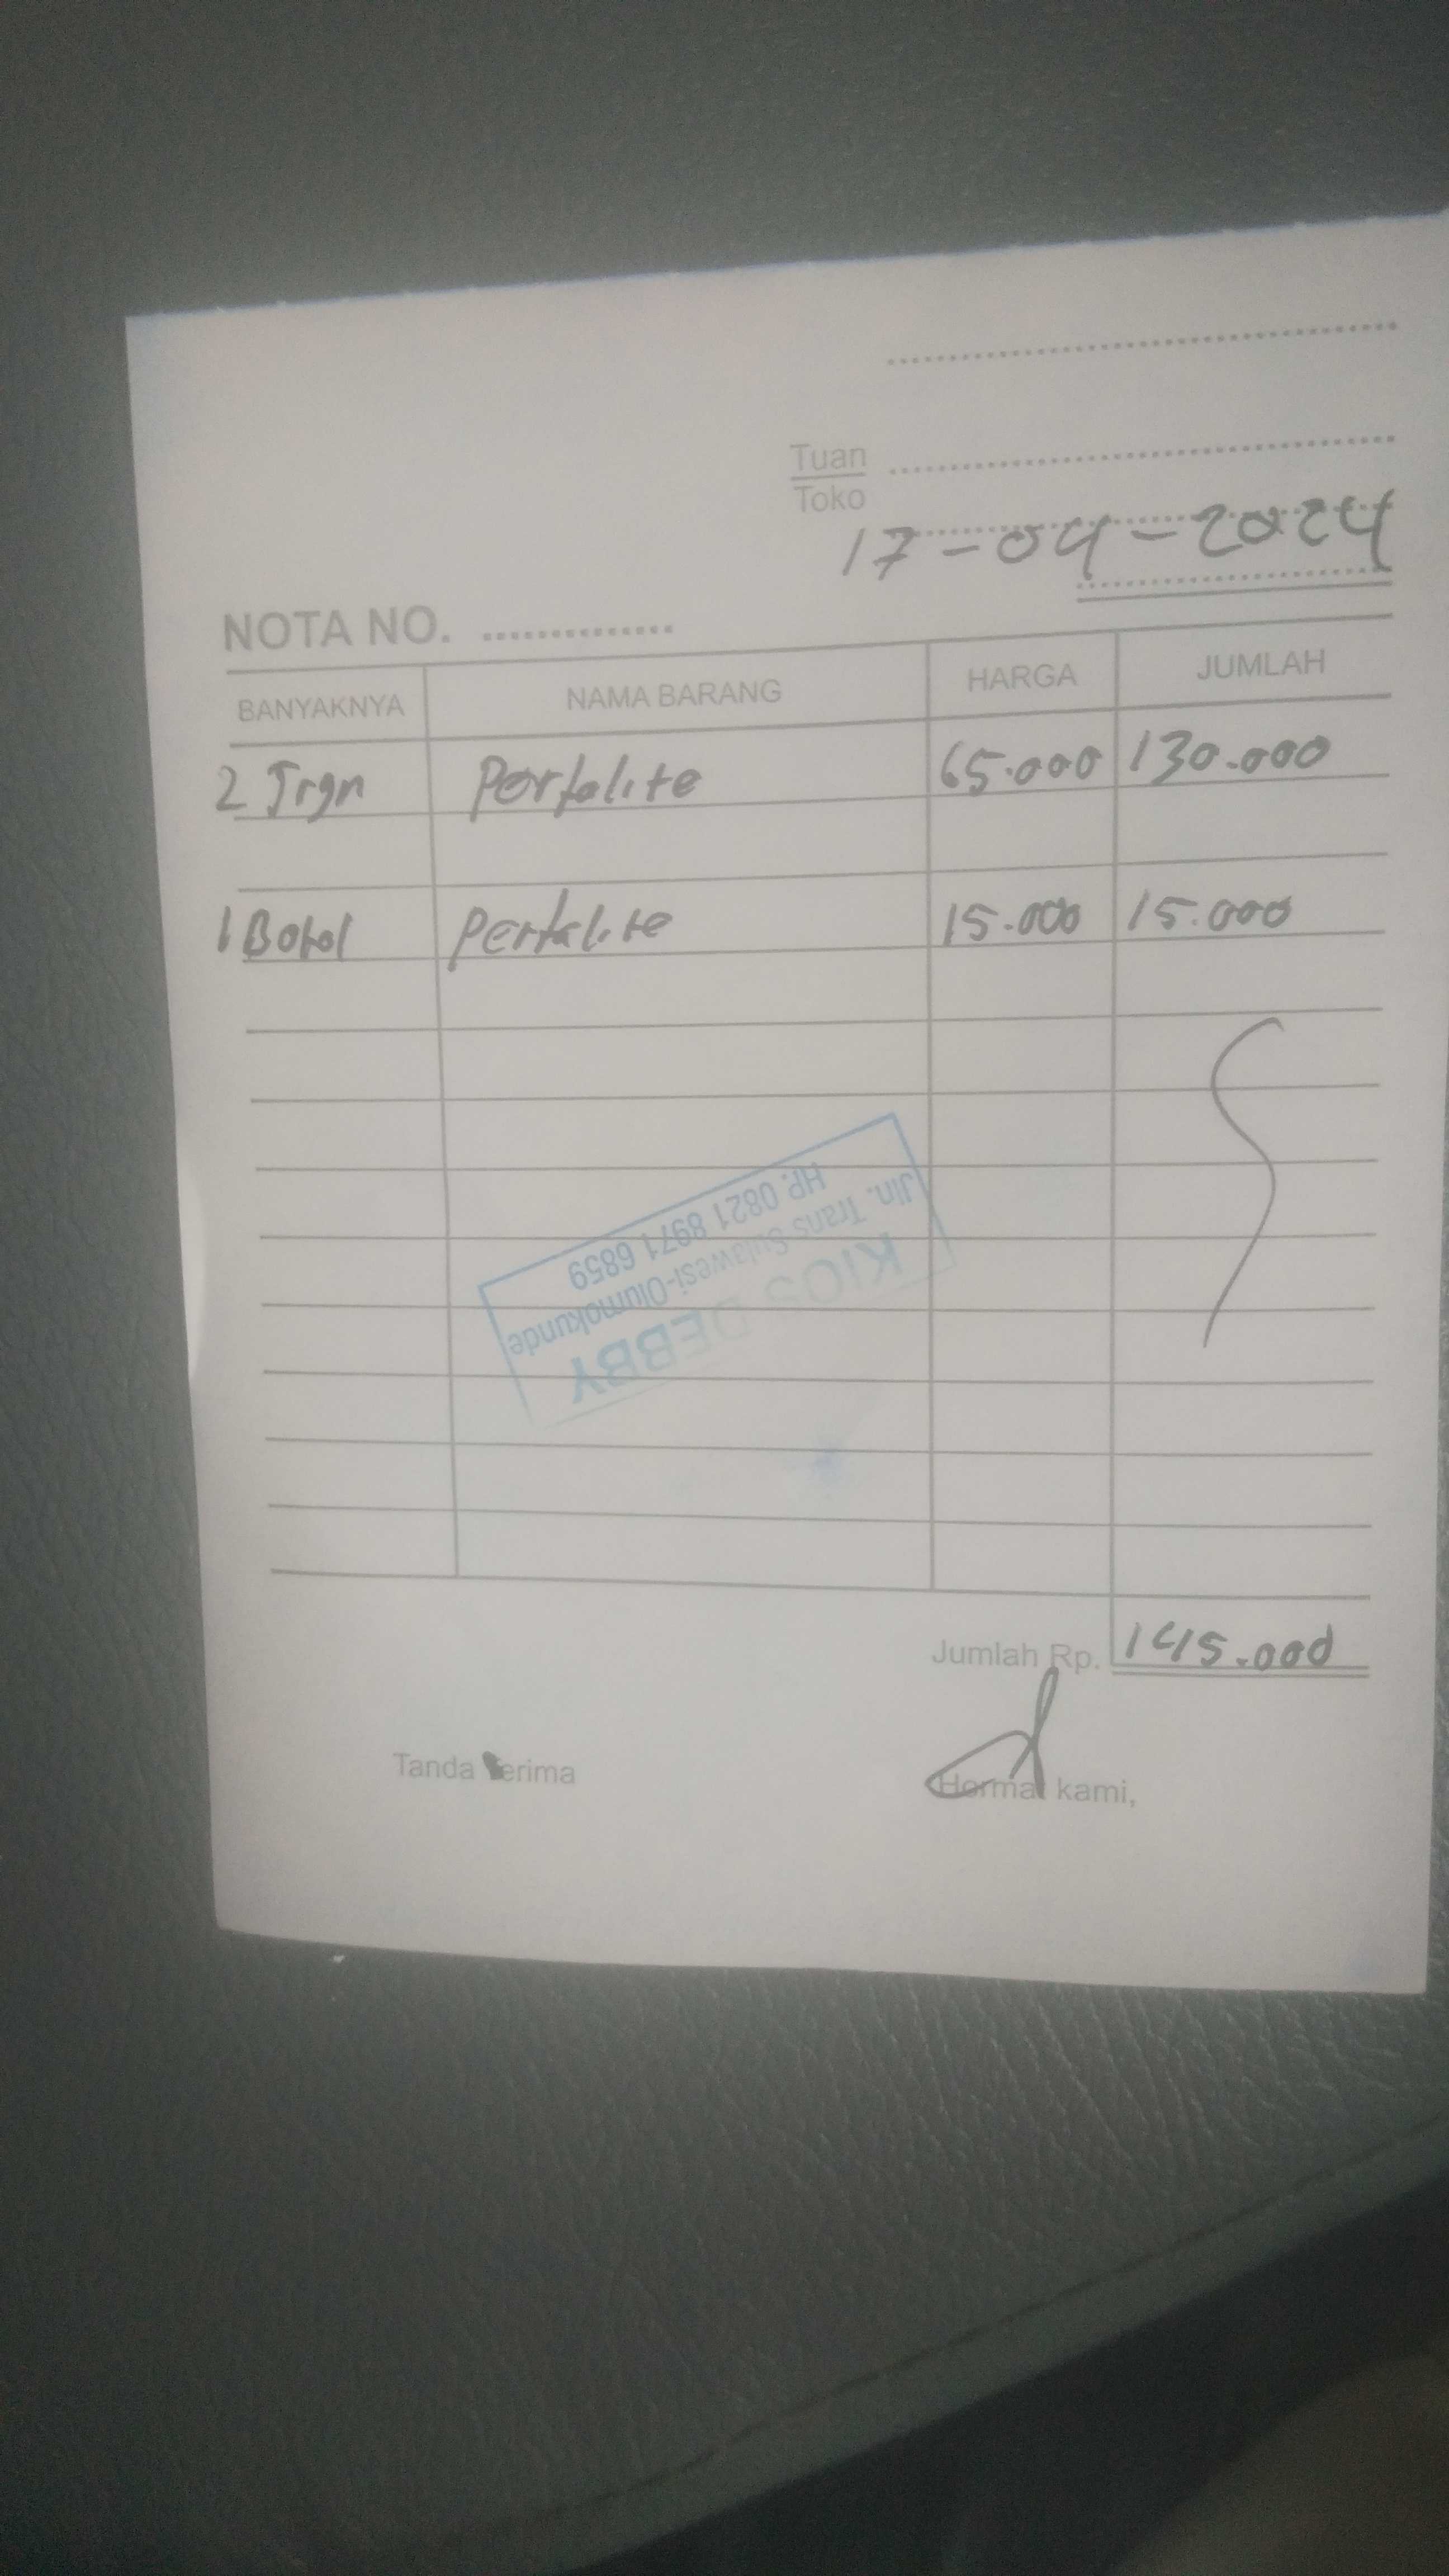 Tuan
Toko
17-04-2024
NOTA NO.
BANYAKNYA NAMA BARANG HARGA JUMLAH
2 Jrgn Pertalite 65.000 130.000
1 Botol Pertalite 15.000 15.000
KIOS DEBBY
Jln. Trans Sulawesi-Olumokunde
HP. 0821 8971 6859
Jumlah Rp. 145.000
Tanda terima Hormat kami,